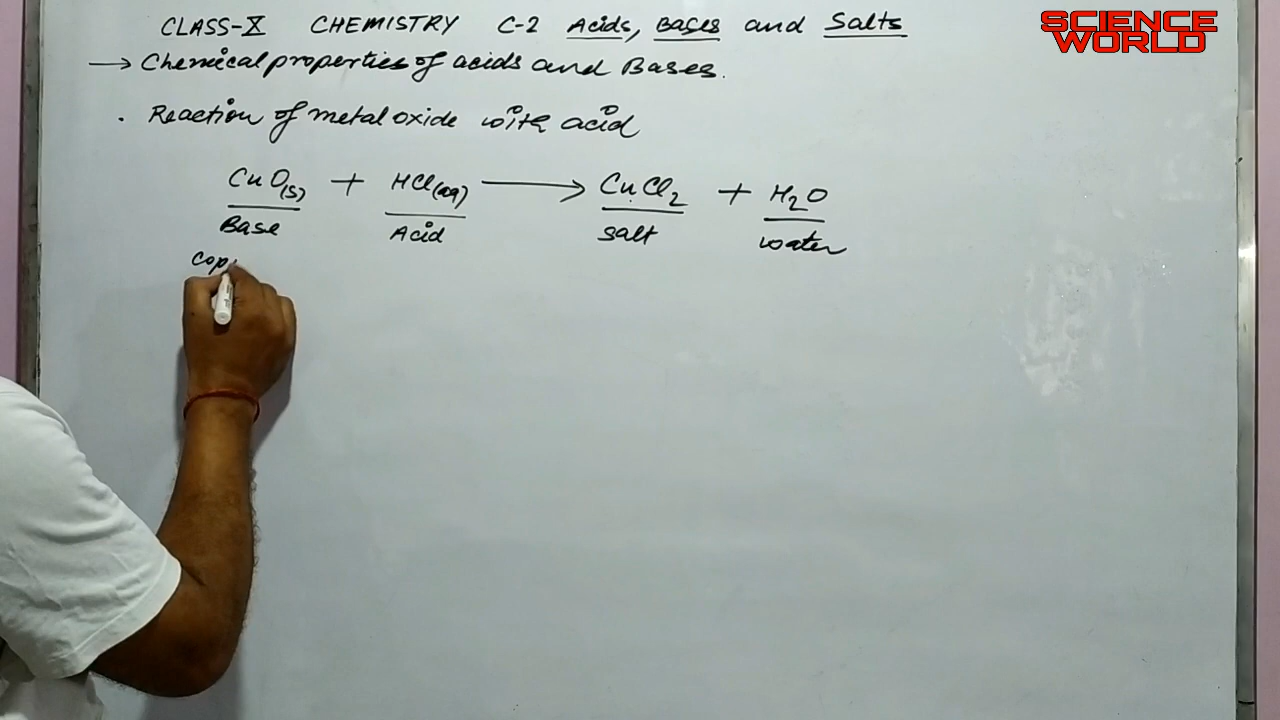 CLASS-X CHEMISTRY C-2 Acids, Bases and Salts
SCIENCE
WORLD
→ Chemical properties of acids and Bases.
· Reaction of metal oxide with acid
CuO(s) + HCl(aq) → CuCl2 + H2O
Base Acid Salt water
Cop